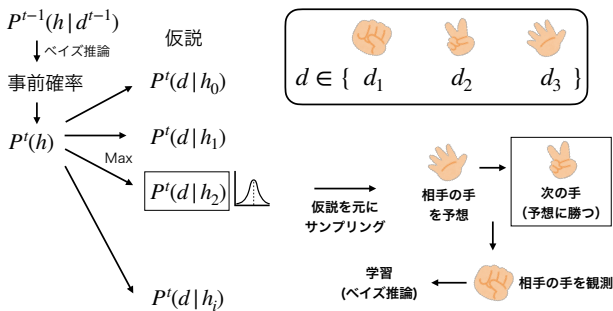 P^{t-1}(h|d^{t-1})
ベイズ推論
事前確率
P^t(h)
Max
仮説
P^t(d|h_0)
P^t(d|h_1)
P^t(d|h_2)
P^t(d|h_i)
d ∈ { d_1 d_2 d_3 }
仮説を元に
サンプリング
相手の手
を予想
次の手
(予想に勝つ)
相手の手を観測
学習
(ベイズ推論)